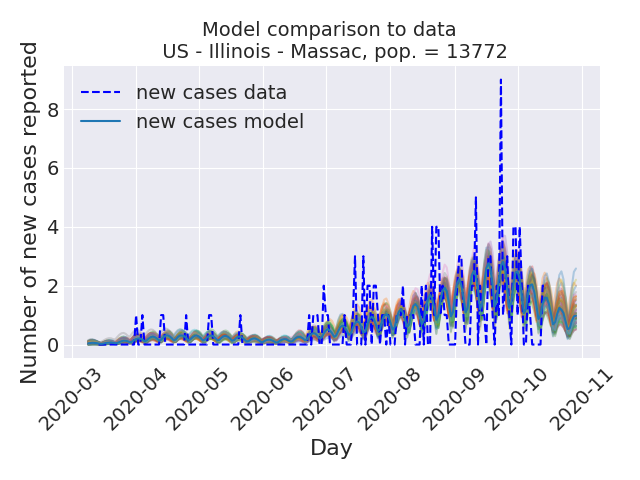 Model comparison to data
US - Illinois - Massac, pop. = 13772
Number of new cases reported
new cases data
new cases model
8
6
4
2
0
2020-03
2020-04
2020-05
2020-06
2020-07
2020-08
2020-09
2020-10
2020-11
Day